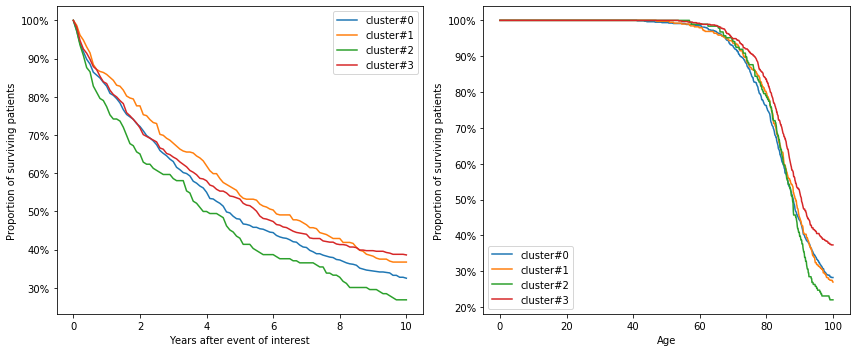 100%
90%
80%
70%
60%
50%
40%
30%
Proportion of surviving patients
0
2
4
6
8
10
Years after event of interest
cluster#0
cluster#1
cluster#2
cluster#3
100%
90%
80%
70%
60%
50%
40%
30%
20%
Proportion of surviving patients
cluster#0
cluster#1
cluster#2
cluster#3
0
20
40
60
80
100
Age